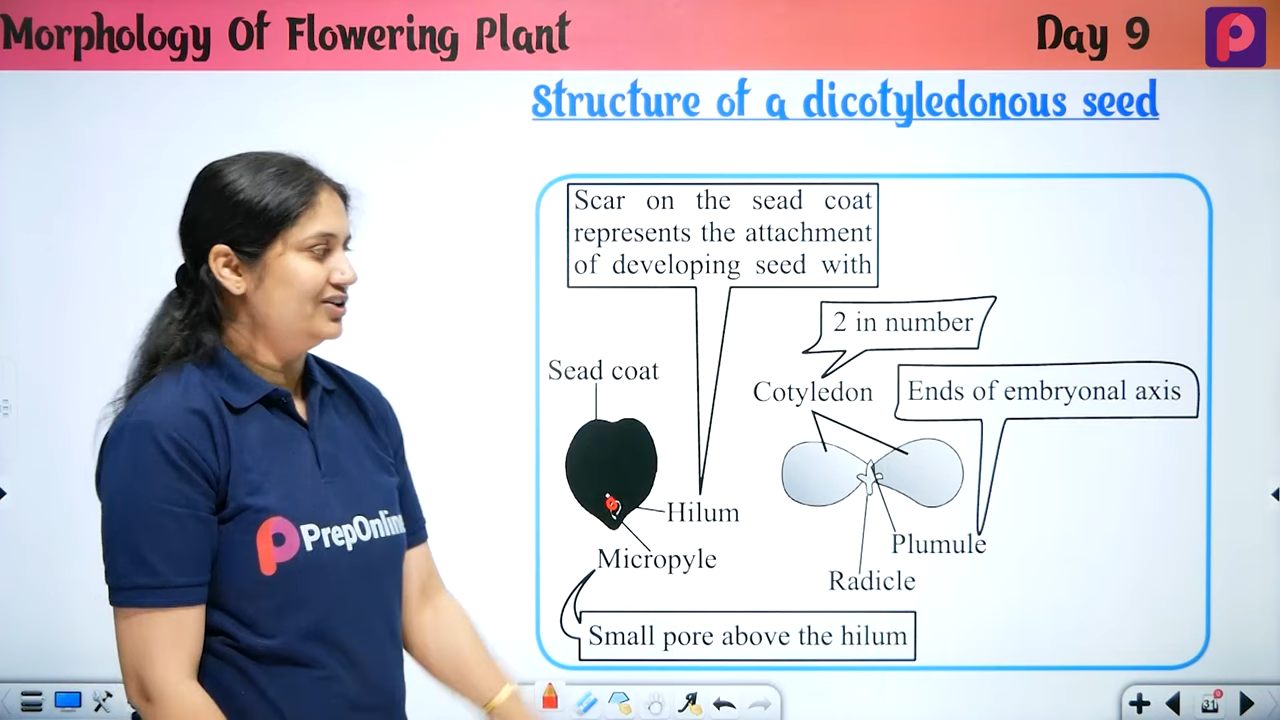 Morphology Of Flowering Plant
Day 9
Structure of a dicotyledonous seed
Scar on the sead coat
represents the attachment
of developing seed with
2 in number
Sead coat
Cotyledon
Ends of embryonal axis
Hilum
Micropyle
Plumule
Radicle
Small pore above the hilum
PrepOnline
31